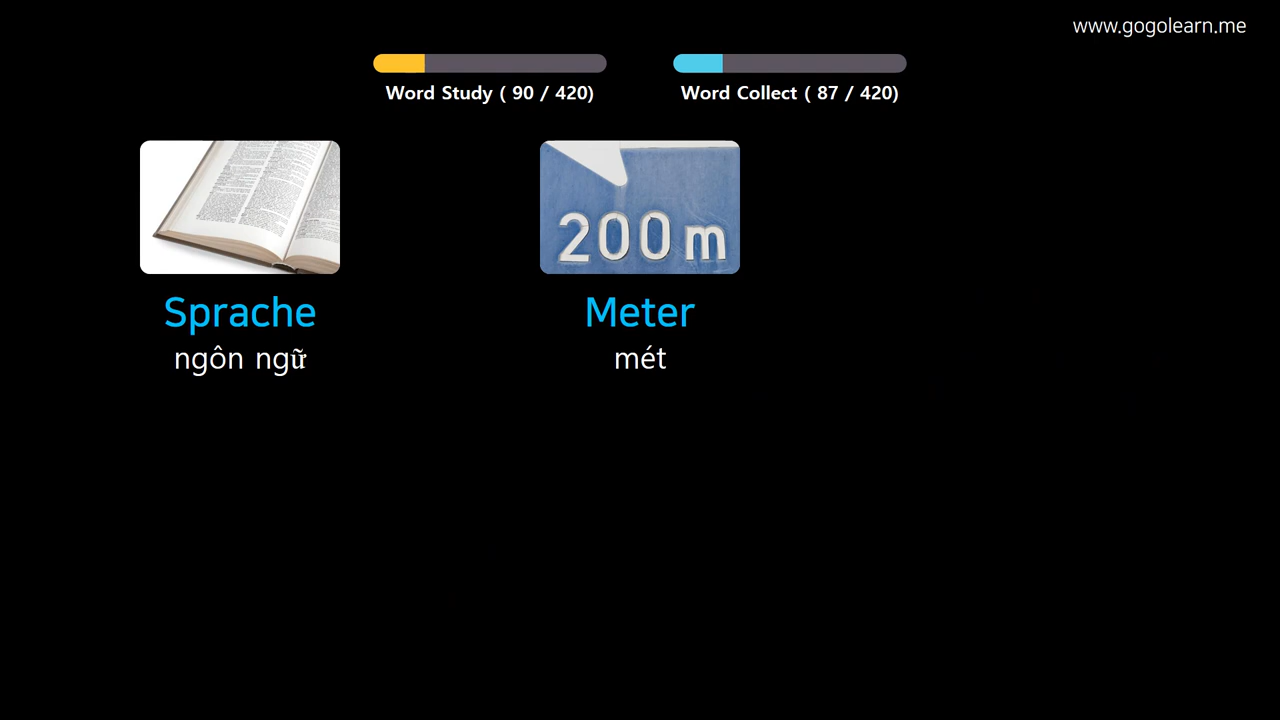 www.gogolearn.me
Word Study ( 90 / 420)
Word Collect ( 87 / 420)
200 m
Sprache
Meter
ngôn ngữ
mét